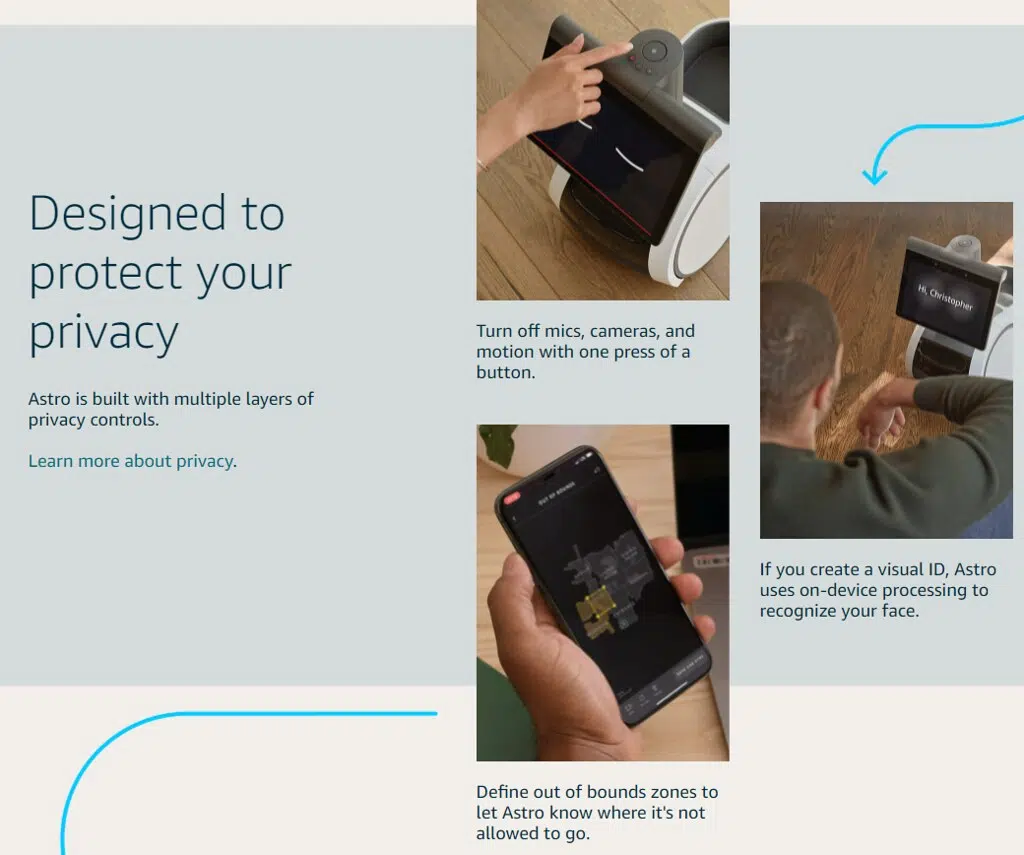 Designed to
protect your
privacy
Astro is built with multiple layers of
privacy controls.
Learn more about privacy.
Turn off mics, cameras, and
motion with one press of a
button.
OUT OF BOUNDS
Define out of bounds zones to
let Astro know where it's not
allowed to go.
Hi, Christopher
If you create a visual ID, Astro
uses on-device processing to
recognize your face.